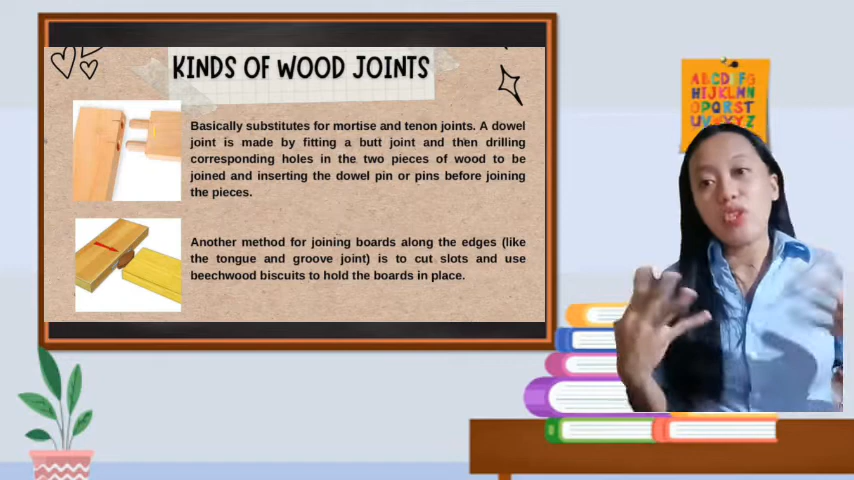 KINDS OF WOOD JOINTS
Basically substitutes for mortise and tenon joints. A dowel
joint is made by fitting a butt joint and then drilling
corresponding holes in the two pieces of wood to be
joined and inserting the dowel pin or pins before joining
the pieces.
Another method for joining boards along the edges (like
the tongue and groove joint) is to cut slots and use
beechwood biscuits to hold the boards in place.
ABCDEFG
HIJKLMN
OPQRST